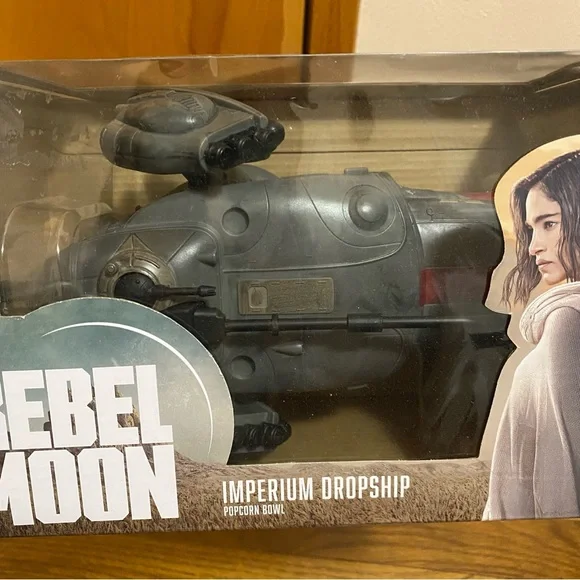 REBEL
MOON
IMPERIUM DROPSHIP
POPCORN BOWL